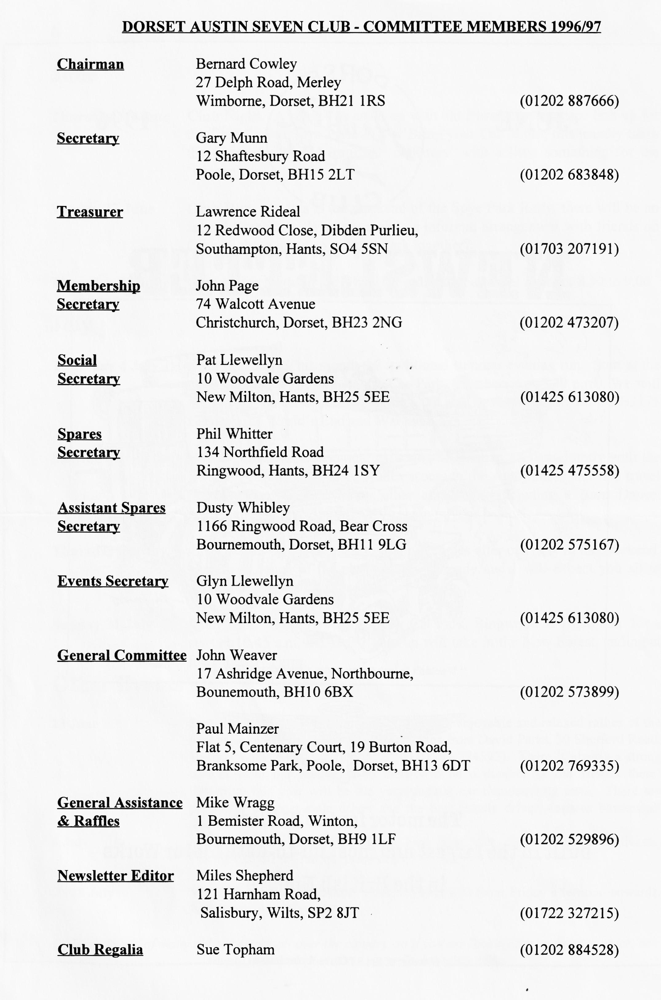 DORSET AUSTIN SEVEN CLUB - COMMITTEE MEMBERS 1996/97
Chairman Bernard Cowley
27 Delph Road, Merley
Wimborne, Dorset, BH21 1RS (01202 887666)
Secretary Gary Munn
12 Shaftesbury Road
Poole, Dorset, BH15 2LT (01202 683848)
Treasurer Lawrence Rideal
12 Redwood Close, Dibden Purlieu,
Southampton, Hants, SO4 5SN (01703 207191)
Membership John Page
Secretary 74 Walcott Avenue
Christchurch, Dorset, BH23 2NG (01202 473207)
Social Pat Llewellyn
Secretary 10 Woodvale Gardens
New Milton, Hants, BH25 5EE (01425 613080)
Spares Phil Whitter
Secretary 134 Northfield Road
Ringwood, Hants, BH24 1SY (01425 475558)
Assistant Spares Dusty Whibley
Secretary 1166 Ringwood Road, Bear Cross
Bournemouth, Dorset, BH11 9LG (01202 575167)
Events Secretary Glyn Llewellyn
10 Woodvale Gardens
New Milton, Hants, BH25 5EE (01425 613080)
General Committee John Weaver
17 Ashridge Avenue, Northbourne,
Bounemouth, BH10 6BX (01202 573899)
Paul Mainzer
Flat 5, Centenary Court, 19 Burton Road,
Branksome Park, Poole, Dorset, BH13 6DT (01202 769335)
General Assistance Mike Wragg
& Raffles 1 Bemister Road, Winton,
Bournemouth, Dorset, BH9 1LF (01202 529896)
Newsletter Editor Miles Shepherd
121 Harnham Road,
Salisbury, Wilts, SP2 8JT (01722 327215)
Club Regalia Sue Topham (01202 884528)